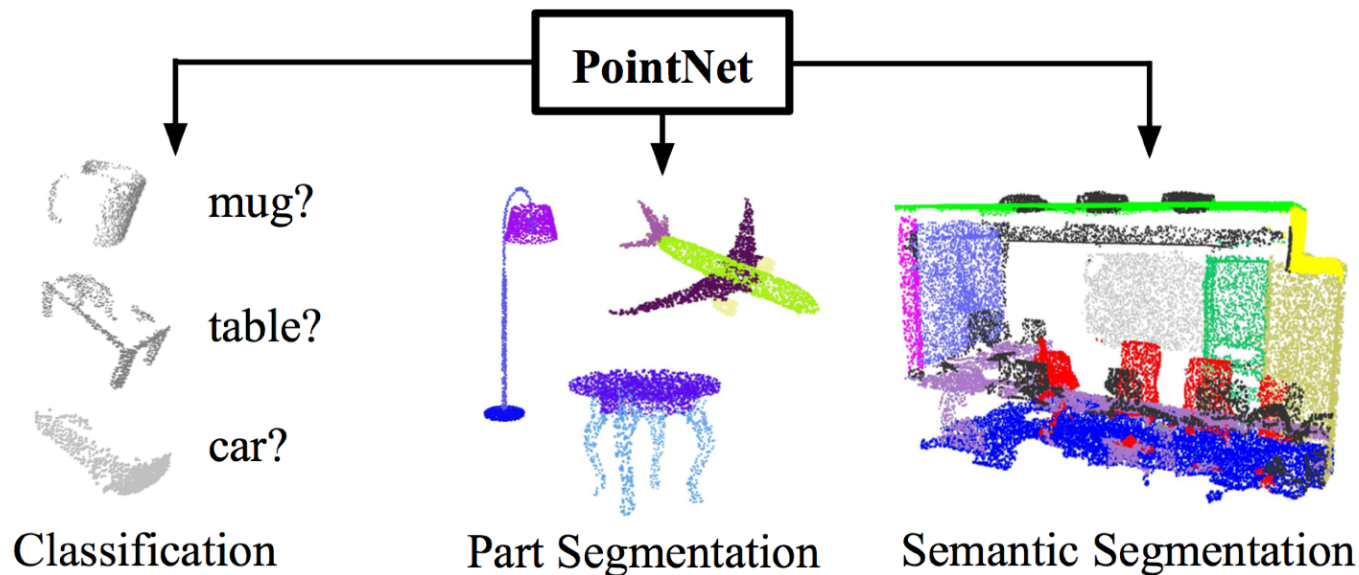 PointNet
mug?
table?
car?
Classification
Part Segmentation
Semantic Segmentation